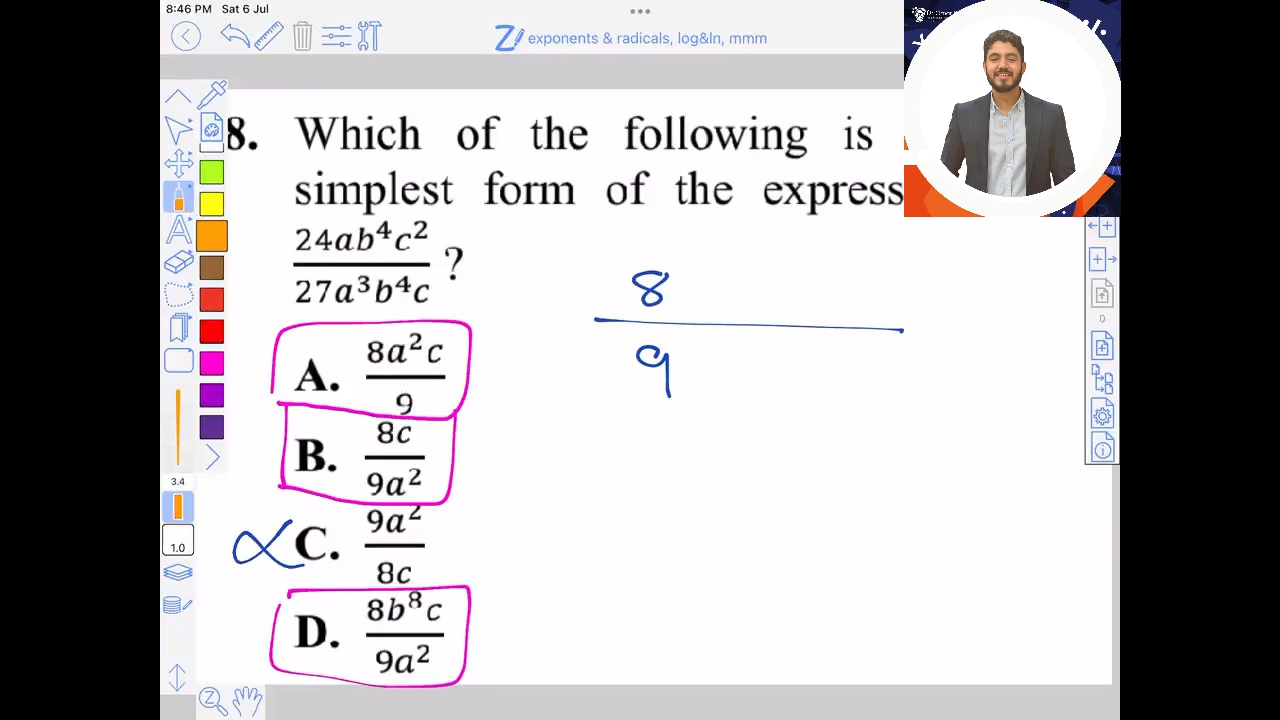 8:46 PM Sat 6 Jul
exponents & radicals, log&ln, mmm
8. Which of the following is
simplest form of the express
24ab⁴c²
27a³b⁴c
?
8
9
A. 8a²c
9
B. 8c
9a²
C. 9a²
8c
D. 8b⁸c
9a²
3.4
1.0
0